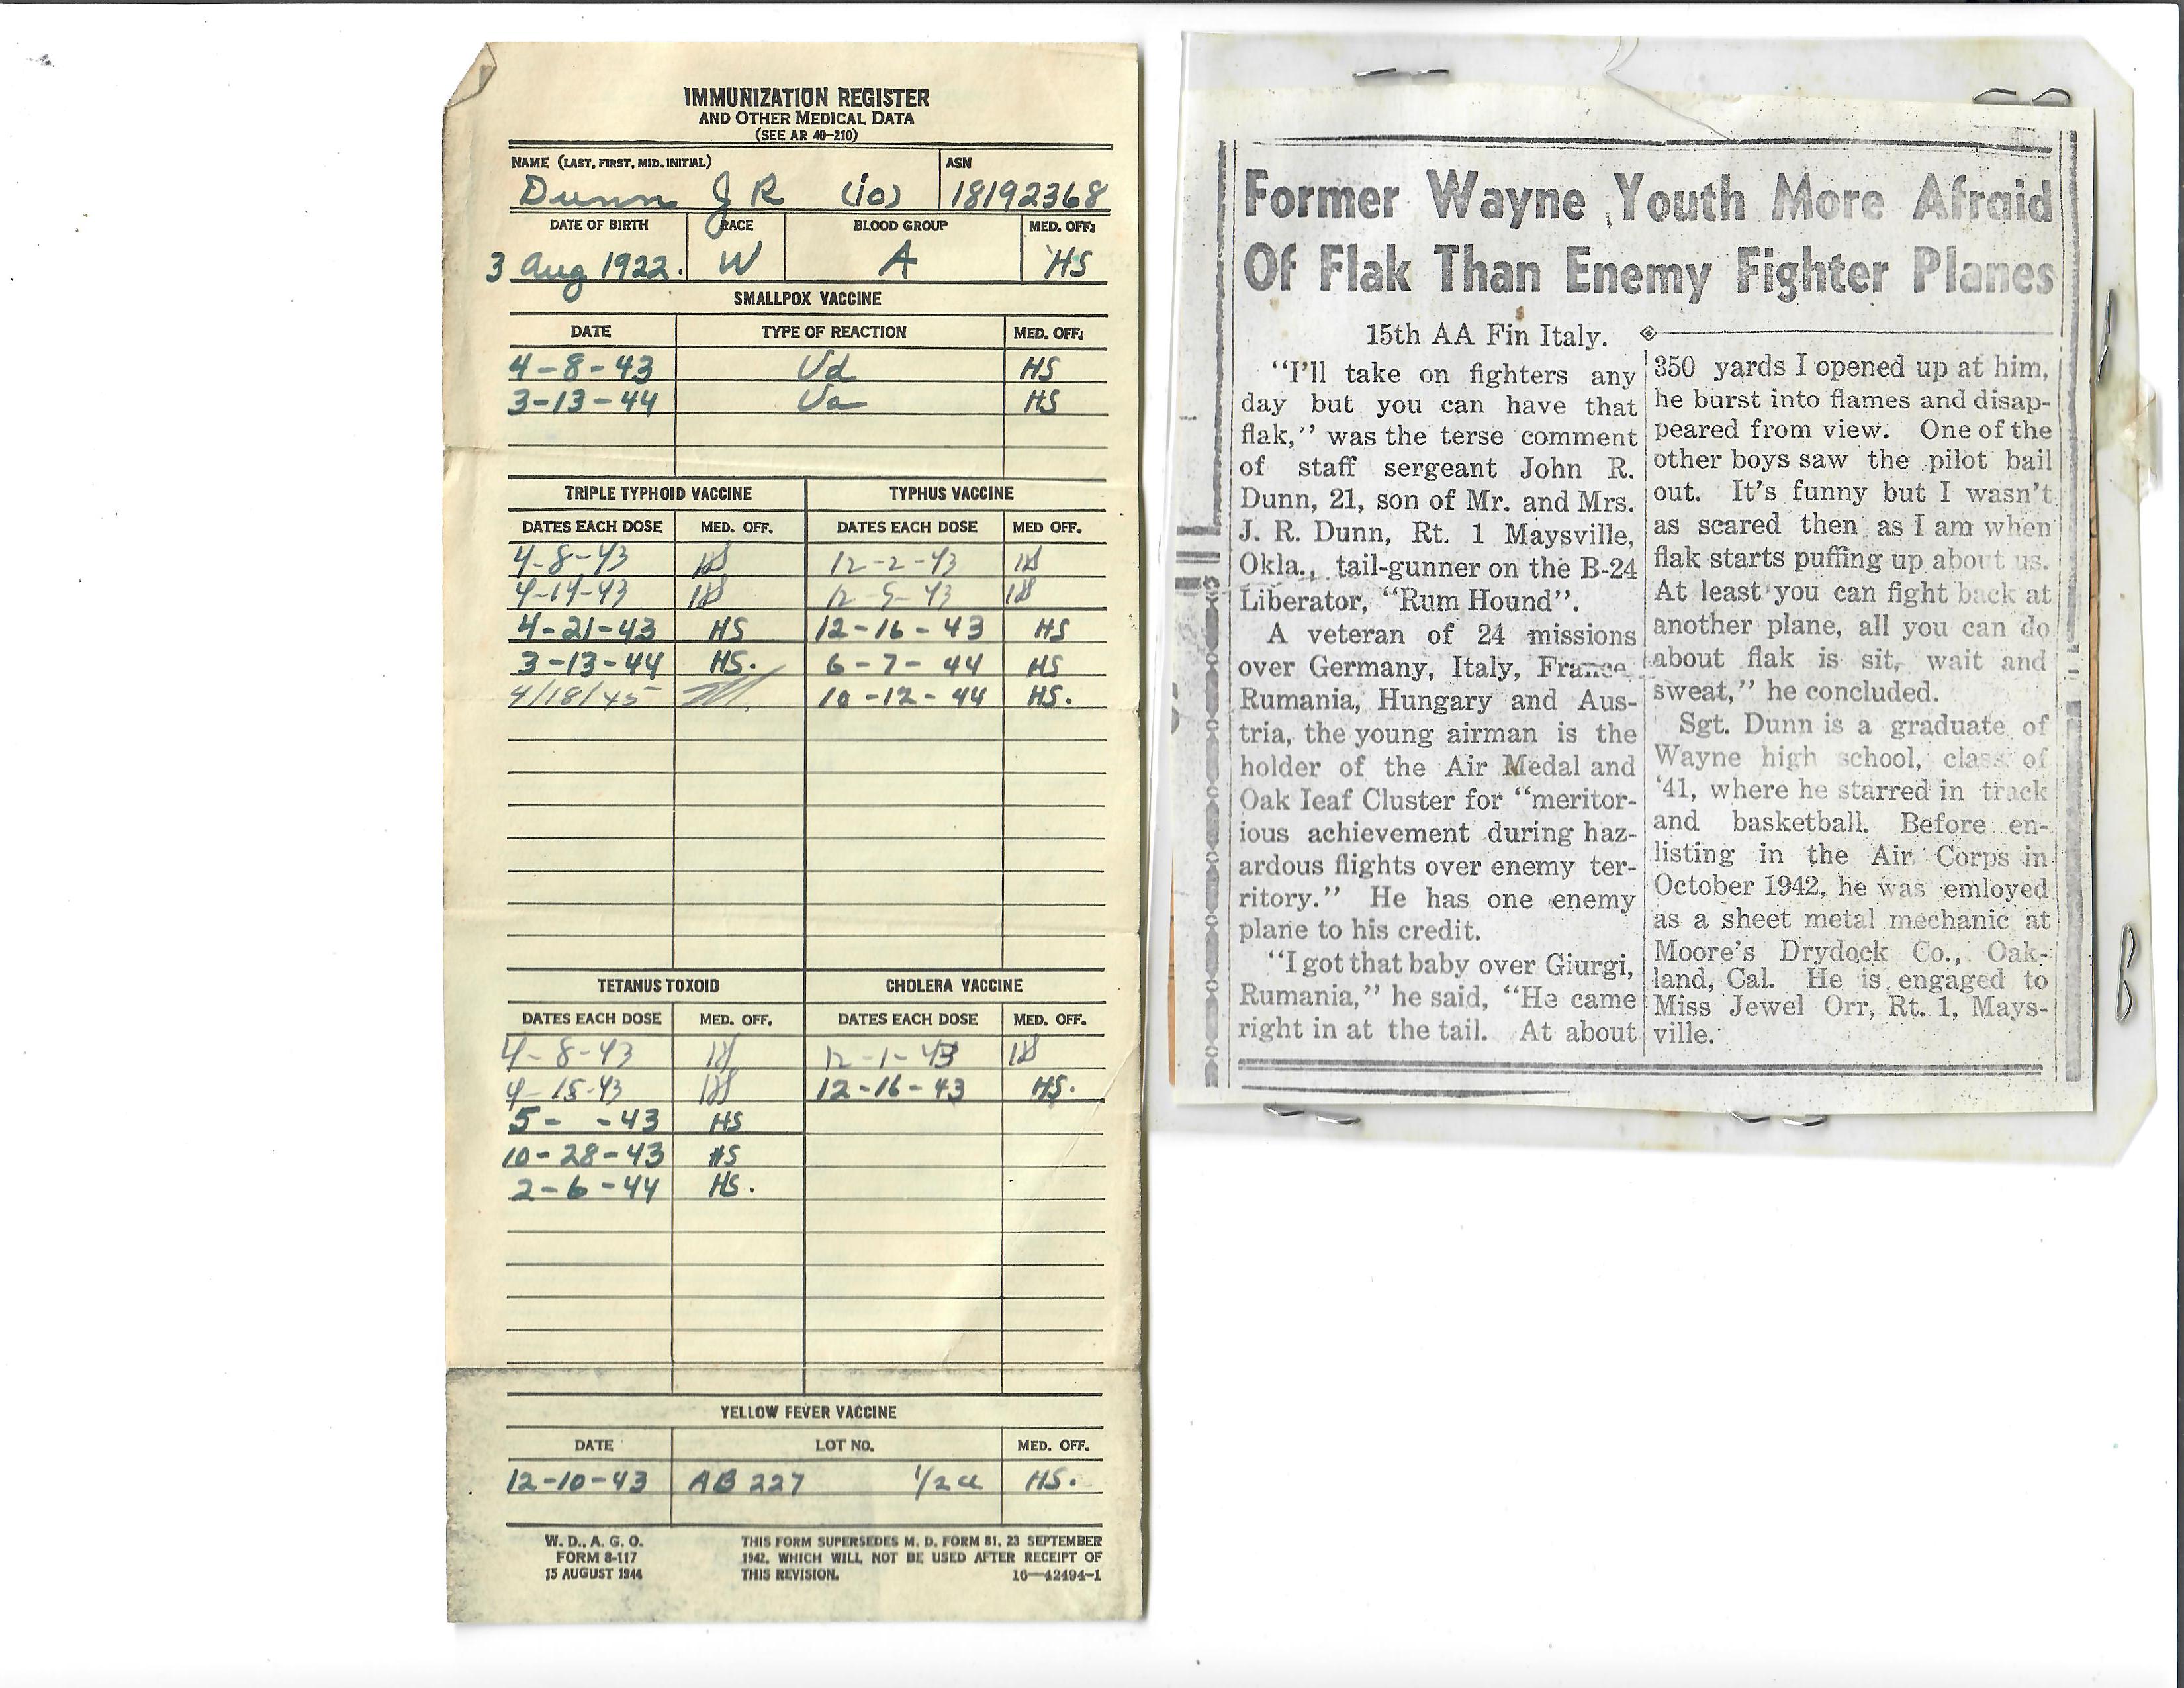 IMMUNIZATION REGISTER
AND OTHER MEDICAL DATA
(SEE AR 40-210)
NAME (LAST, FIRST, MID. INITIAL) ASN
Dunn J R (io) 18192368
DATE OF BIRTH RACE BLOOD GROUP MED. OFF.
3 Aug 1922. W A HS
SMALLPOX VACCINE
DATE TYPE OF REACTION MED. OFF.
4-8-43 Vd HS
3-13-44 Va HS
TRIPLE TYPHOID VACCINE TYPHUS VACCINE
DATES EACH DOSE MED. OFF. DATES EACH DOSE MED OFF.
4-8-43 HS 12-2-43 HS
4-14-43 HS 12-5-43 HS
4-21-43 HS 12-16-43 HS
3-13-44 HS. 6-7-44 HS
4/18/45 10-12-44 HS.
TETANUS TOXOID CHOLERA VACCINE
DATES EACH DOSE MED. OFF. DATES EACH DOSE MED. OFF.
4-8-43 HS 12-1-43 HS
4-15-43 HS 12-16-43 HS.
5- -43 HS
10-28-43 HS
2-6-44 HS.
YELLOW FEVER VACCINE
DATE LOT NO. MED. OFF.
12-10-43 AB 227 1/2 cc HS.
W. D., A. G. O.
FORM 8-117
15 AUGUST 1944
THIS FORM SUPERSEDES M. D. FORM 81, 23 SEPTEMBER
1942, WHICH WILL NOT BE USED AFTER RECEIPT OF
THIS REVISION. 16—42494-1
Former Wayne Youth More Afraid
Of Flak Than Enemy Fighter Planes
15th AA Fin Italy.
"I'll take on fighters any
day but you can have that
flak," was the terse comment
of staff sergeant John R.
Dunn, 21, son of Mr. and Mrs.
J. R. Dunn, Rt. 1 Maysville,
Okla., tail-gunner on the B-24
Liberator, "Rum Hound".
A veteran of 24 missions
over Germany, Italy, France,
Rumania, Hungary and Aus-
tria, the young airman is the
holder of the Air Medal and
Oak leaf Cluster for "meritor-
ious achievement during haz-
ardous flights over enemy ter-
ritory." He has one enemy
plane to his credit.
"I got that baby over Giurgi,
Rumania," he said, "He came
right in at the tail. At about
350 yards I opened up at him,
he burst into flames and disap-
peared from view. One of the
other boys saw the pilot bail
out. It's funny but I wasn't
as scared then as I am when
flak starts puffing up about us.
At least you can fight back at
another plane, all you can do
about flak is sit, wait and
sweat," he concluded.
Sgt. Dunn is a graduate of
Wayne high school, class of
'41, where he starred in track
and basketball. Before en-
listing in the Air Corps in
October 1942, he was emloyed
as a sheet metal mechanic at
Moore's Drydock Co., Oak-
land, Cal. He is engaged to
Miss Jewel Orr, Rt. 1, Mays-
ville.